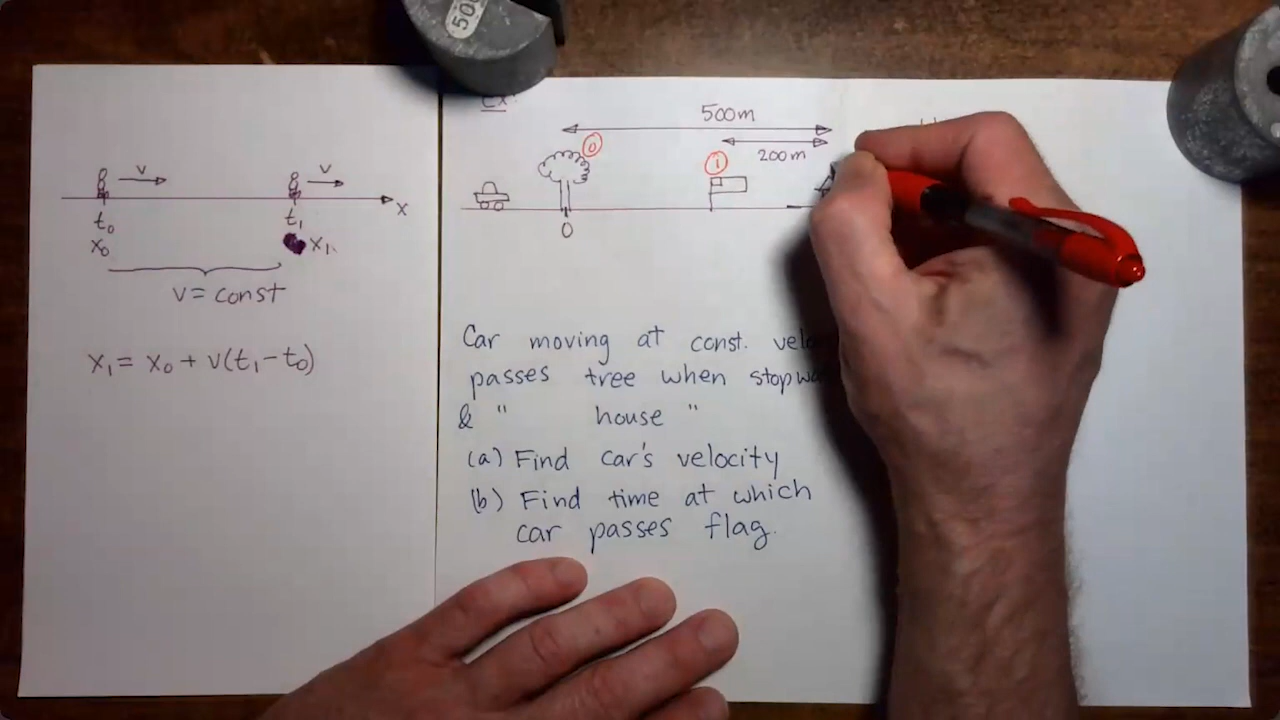 50
v
v
x
t₀
t₁
x₀
x₁
v = const
x₁ = x₀ + v(t₁ - t₀)
Ex:
500m
200m
0
1
0
Car moving at const.
passes tree when
& " house "
(a) Find car's velocity
(b) Find time at which
car passes flag.